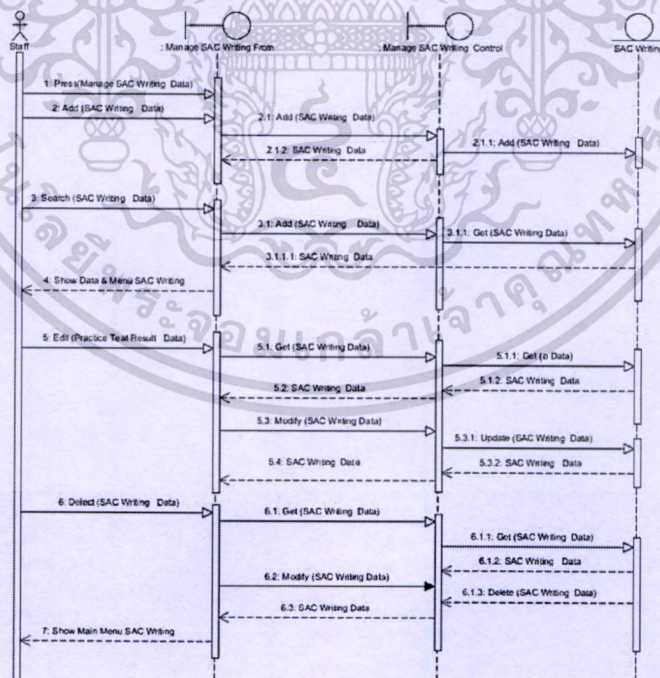 Staff
: Manage SAC Writing From
: Manage SAC Writing Control
SAC Writing
1: Press(Manage SAC Writing Data)
2: Add (SAC Writing Data)
2.1: Add (SAC Writing Data)
2.1.1: Add (SAC Writing Data)
2.1.2: SAC Writing Data
3: Search (SAC Writing Data)
3.1: Add (SAC Writing Data)
3.1.1: Get (SAC Writing Data)
3.1.1.1: SAC Writing Data
4: Show Data & Menu SAC Writing
5: Edit (Practice Test Result Data)
5.1: Get (SAC Writing Data)
5.1.1: Get (o Data)
5.1.2: SAC Writing Data
5.2: SAC Writing Data
5.3: Modify (SAC Writing Data)
5.3.1: Update (SAC Writing Data)
5.3.2: SAC Writing Data
5.4: SAC Writing Data
6: Delect (SAC Writing Data)
6.1: Get (SAC Writing Data)
6.1.1: Get (SAC Writing Data)
6.1.2: SAC Writing Data
6.2: Modify (SAC Writing Data)
6.1.3: Delete (SAC Writing Data)
6.3: SAC Writing Data
7: Show Main Menu SAC Writing